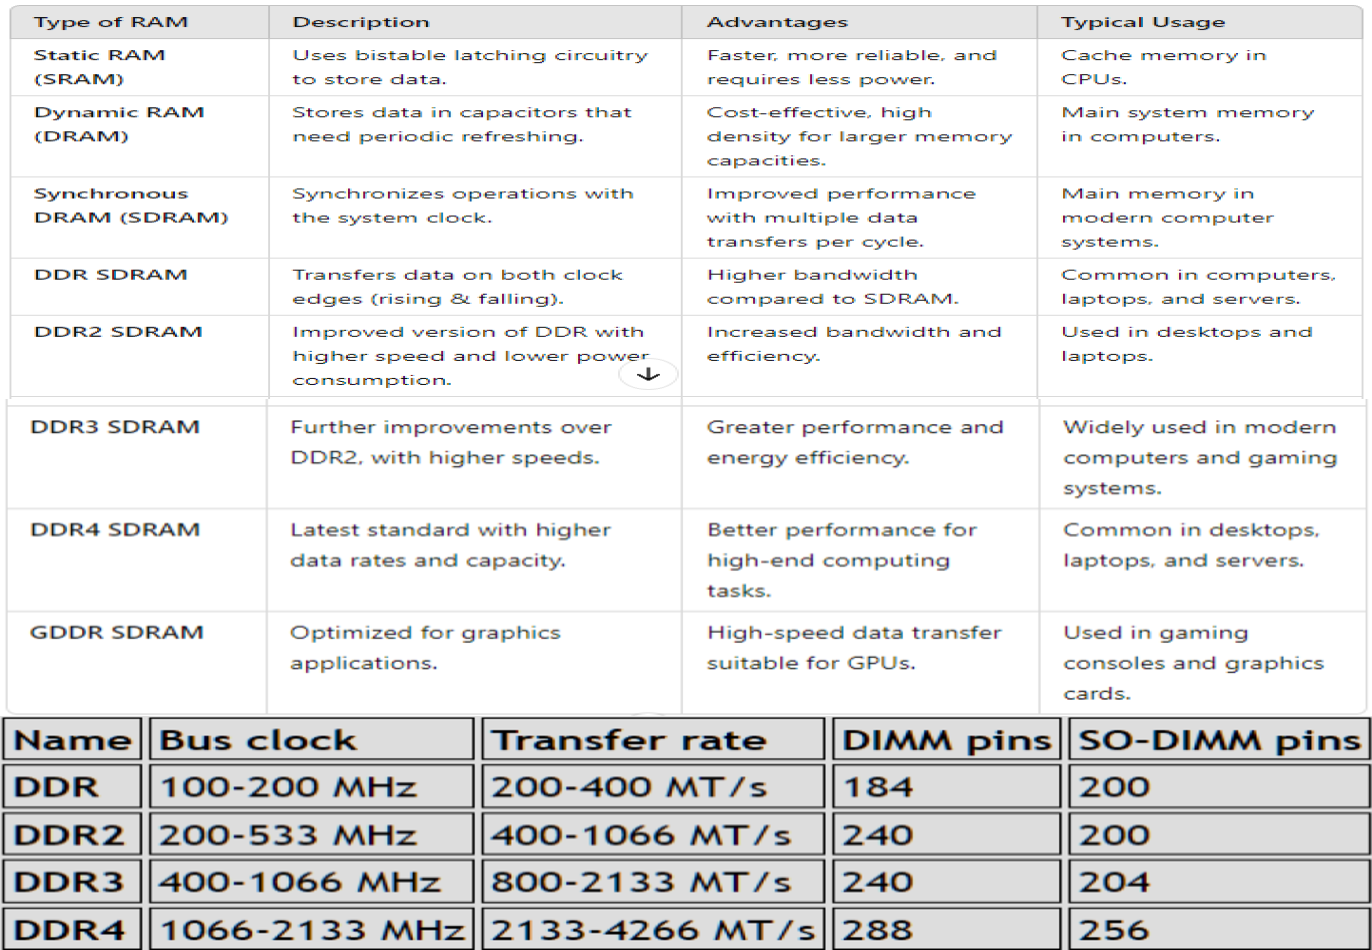 Type of RAM Description Advantages Typical Usage
Static RAM Uses bistable latching circuitry Faster, more reliable, and Cache memory in
(SRAM) to store data. requires less power. CPUs.
Dynamic RAM Stores data in capacitors that Cost-effective, high Main system memory
(DRAM) need periodic refreshing. density for larger memory in computers.
capacities.
Synchronous Synchronizes operations with Improved performance Main memory in
DRAM (SDRAM) the system clock. with multiple data modern computer
transfers per cycle. systems.
DDR SDRAM Transfers data on both clock Higher bandwidth Common in computers,
edges (rising & falling). compared to SDRAM. laptops, and servers.
DDR2 SDRAM Improved version of DDR with Increased bandwidth and Used in desktops and
higher speed and lower power efficiency. laptops.
consumption.
DDR3 SDRAM Further improvements over Greater performance and Widely used in modern
DDR2, with higher speeds. energy efficiency. computers and gaming
systems.
DDR4 SDRAM Latest standard with higher Better performance for Common in desktops,
data rates and capacity. high-end computing laptops, and servers.
tasks.
GDDR SDRAM Optimized for graphics High-speed data transfer Used in gaming
applications. suitable for GPUs. consoles and graphics
cards.
Name Bus clock Transfer rate DIMM pins SO-DIMM pins
DDR 100-200 MHz 200-400 MT/s 184 200
DDR2 200-533 MHz 400-1066 MT/s 240 200
DDR3 400-1066 MHz 800-2133 MT/s 240 204
DDR4 1066-2133 MHz 2133-4266 MT/s 288 256